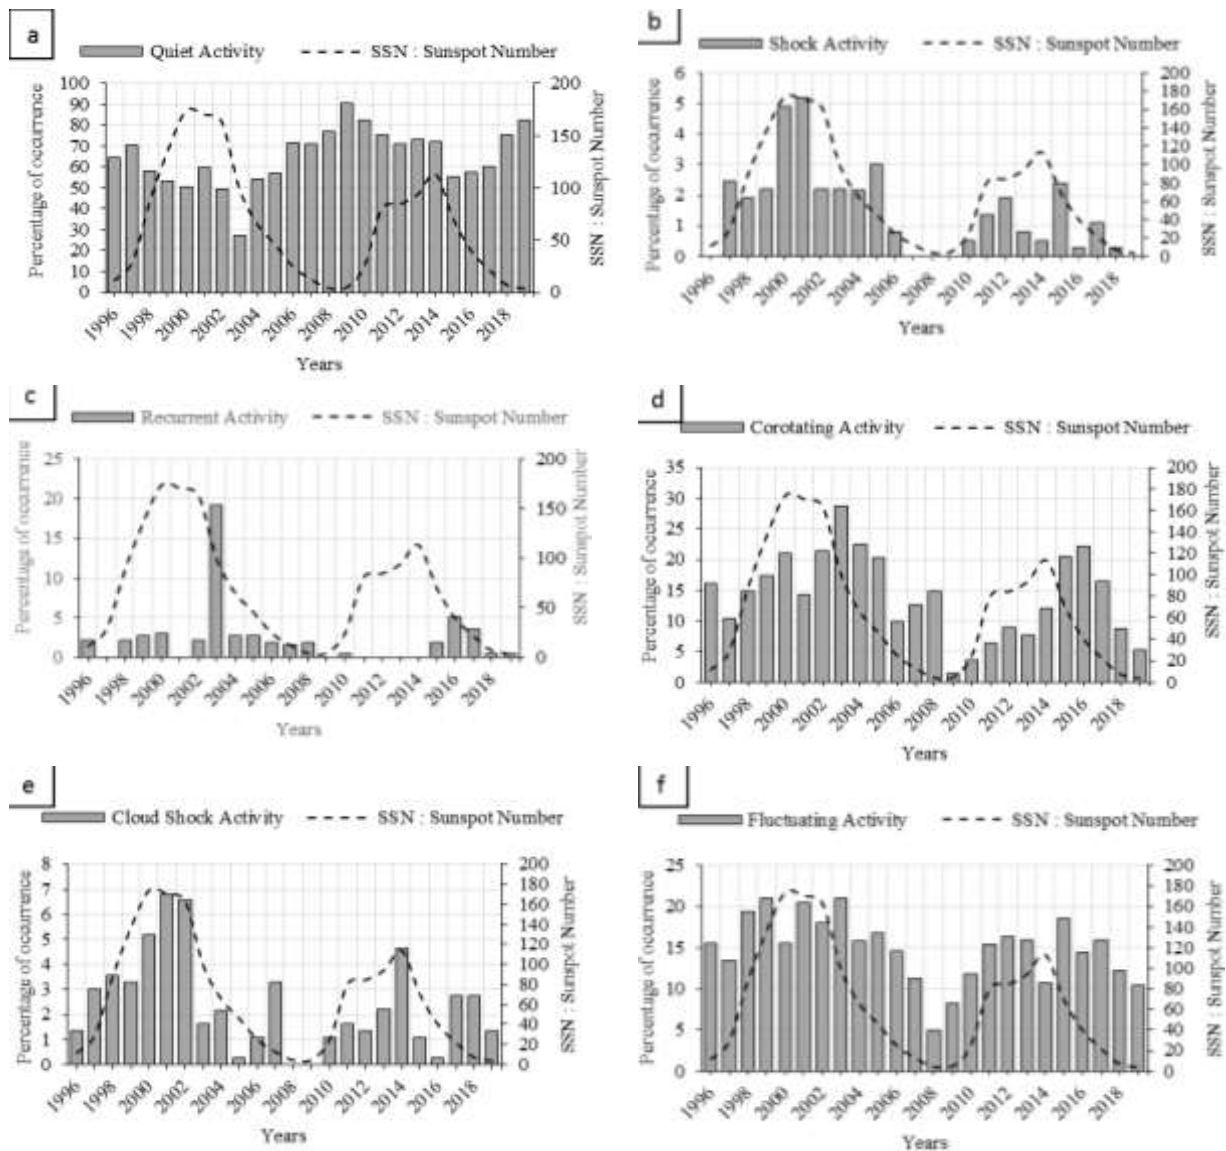 a
Quiet Activity SSN : Sunspot Number
Percentage of occurrence
100
90
80
70
60
50
40
30
20
10
0
200
150
100
50
0
SSN : Sunspot Number
1996 1998 2000 2002 2004 2006 2008 2010 2012 2014 2016 2018
Years
b
Shock Activity SSN : Sunspot Number
Percentage of occurrence
6
5
4
3
2
1
0
200
180
160
140
120
100
80
60
40
20
0
SSN : Sunspot Number
1996 1998 2000 2002 2004 2006 2008 2010 2012 2014 2016 2018
Years
c
Recurrent Activity SSN : Sunspot Number
Percentage of occurrence
25
20
15
10
5
0
200
150
100
50
0
SSN : Sunspot Number
1996 1998 2000 2002 2004 2006 2008 2010 2012 2014 2016 2018
Years
d
Corotating Activity SSN : Sunspot Number
Percentage of occurrence
35
30
25
20
15
10
5
0
200
180
160
140
120
100
80
60
40
20
0
SSN : Sunspot Number
1996 1998 2000 2002 2004 2006 2008 2010 2012 2014 2016 2018
Years
e
Cloud Shock Activity SSN : Sunspot Number
Percentage of occurrence
8
7
6
5
4
3
2
1
0
200
180
160
140
120
100
80
60
40
20
0
SSN : Sunspot Number
1996 1998 2000 2002 2004 2006 2008 2010 2012 2014 2016 2018
Years
f
Fluctuating Activity SSN : Sunspot Number
Percentage of occurrence
25
20
15
10
5
0
200
180
160
140
120
100
80
60
40
20
0
SSN : Sunspot Number
1996 1998 2000 2002 2004 2006 2008 2010 2012 2014 2016 2018
Years